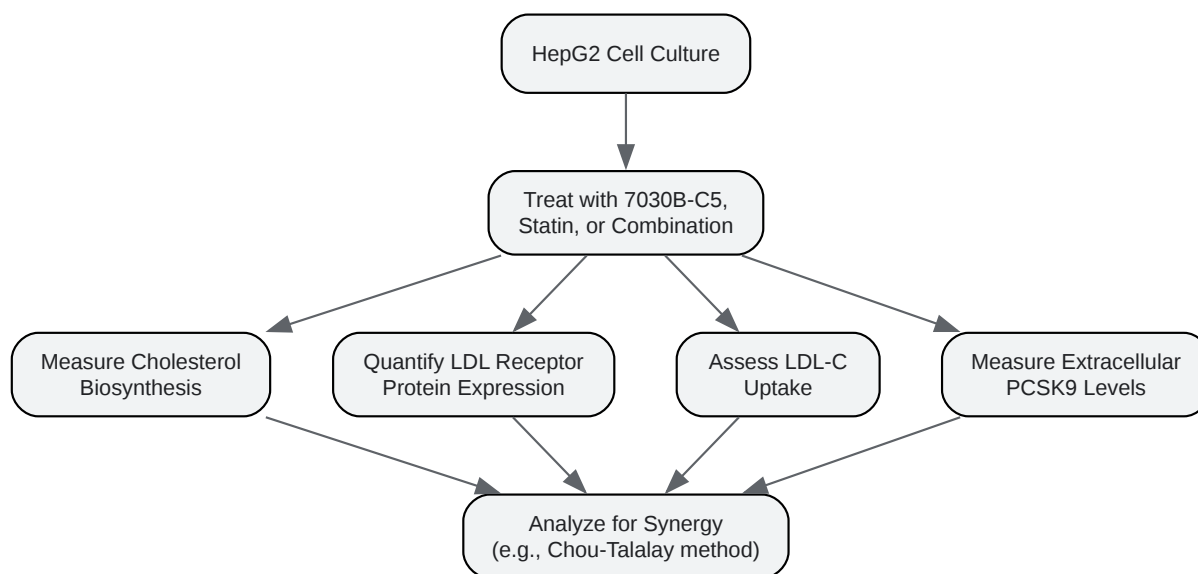 HepG2 Cell Culture
Treat with 7030B-C5,
Statin, or Combination
Measure Cholesterol
Biosynthesis
Quantify LDL Receptor
Protein Expression
Assess LDL-C
Uptake
Measure Extracellular
PCSK9 Levels
Analyze for Synergy
(e.g., Chou-Talalay method)